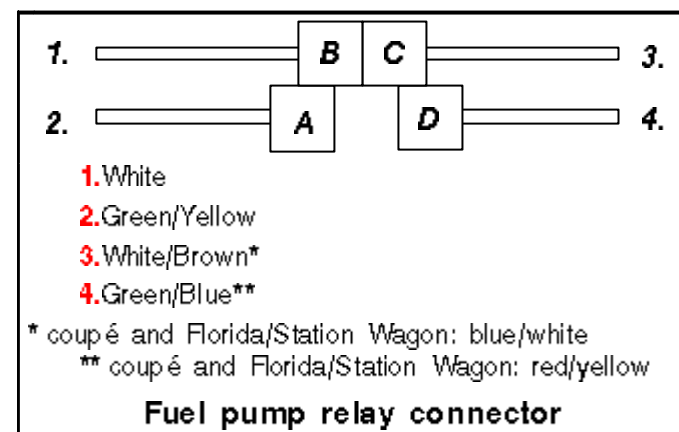 1. B C 3.
2. A D 4.
1.White
2.Green/Yellow
3.White/Brown*
4.Green/Blue**
* coupé and Florida/Station Wagon: blue/white
** coupé and Florida/Station Wagon: red/yellow
Fuel pump relay connector